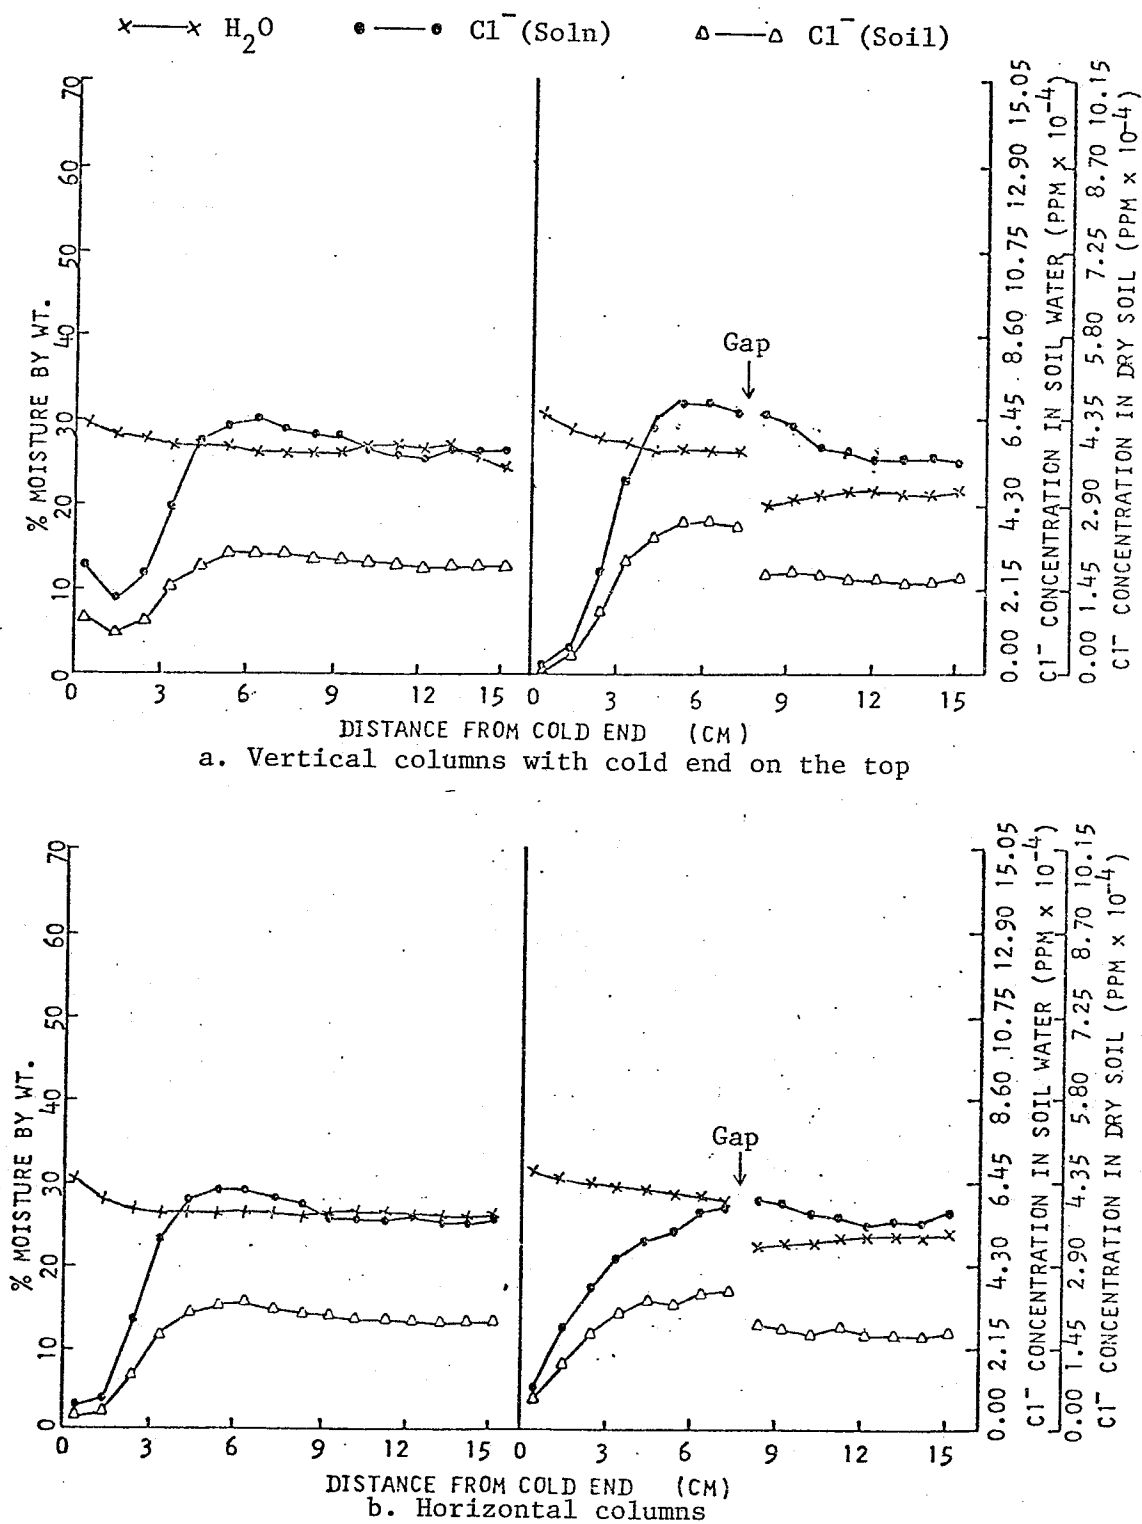 H2O Cl⁻(Soln) Cl⁻(Soil)
% MOISTURE BY WT.
70
60
50
40
30
20
10
0
0 3 6 9 12 15
0 3 6 9 12 15
Gap
0.00 2.15 4.30 6.45 8.60 10.75 12.90 15.05
Cl⁻ CONCENTRATION IN SOIL WATER (PPM x 10⁻⁴)
0.00 1.45 2.90 4.35 5.80 7.25 8.70 10.15
Cl⁻ CONCENTRATION IN DRY SOIL (PPM x 10⁻⁴)
DISTANCE FROM COLD END (CM)
a. Vertical columns with cold end on the top
% MOISTURE BY WT.
70
60
50
40
30
20
10
0
0 3 6 9 12 15
0 3 6 9 12 15
Gap
0.00 2.15 4.30 6.45 8.60 10.75 12.90 15.05
Cl⁻ CONCENTRATION IN SOIL WATER (PPM x 10⁻⁴)
0.00 1.45 2.90 4.35 5.80 7.25 8.70 10.15
Cl⁻ CONCENTRATION IN DRY SOIL (PPM x 10⁻⁴)
DISTANCE FROM COLD END (CM)
b. Horizontal columns